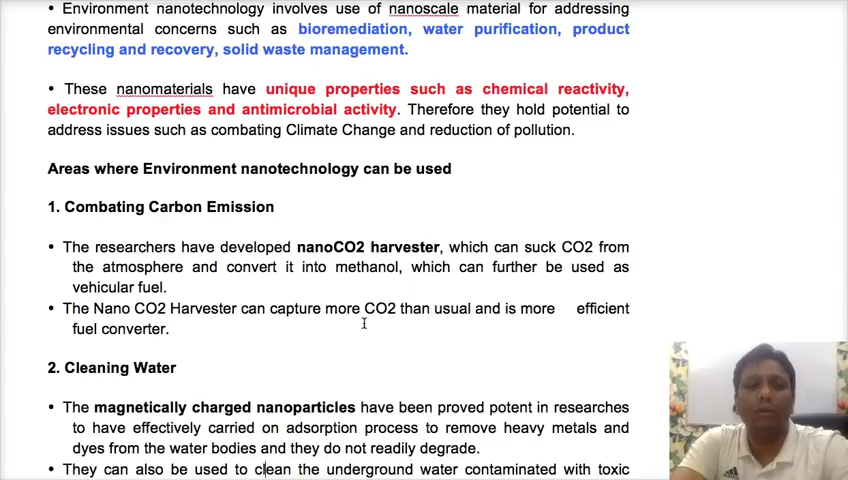 • Environment nanotechnology involves use of nanoscale material for addressing
environmental concerns such as bioremediation, water purification, product
recycling and recovery, solid waste management.
• These nanomaterials have unique properties such as chemical reactivity,
electronic properties and antimicrobial activity. Therefore they hold potential to
address issues such as combating Climate Change and reduction of pollution.
Areas where Environment nanotechnology can be used
1. Combating Carbon Emission
• The researchers have developed nanoCO2 harvester, which can suck CO2 from
the atmosphere and convert it into methanol, which can further be used as
vehicular fuel.
• The Nano CO2 Harvester can capture more CO2 than usual and is more efficient
fuel converter.
2. Cleaning Water
• The magnetically charged nanoparticles have been proved potent in researches
to have effectively carried on adsorption process to remove heavy metals and
dyes from the water bodies and they do not readily degrade.
• They can also be used to clean the underground water contaminated with toxic